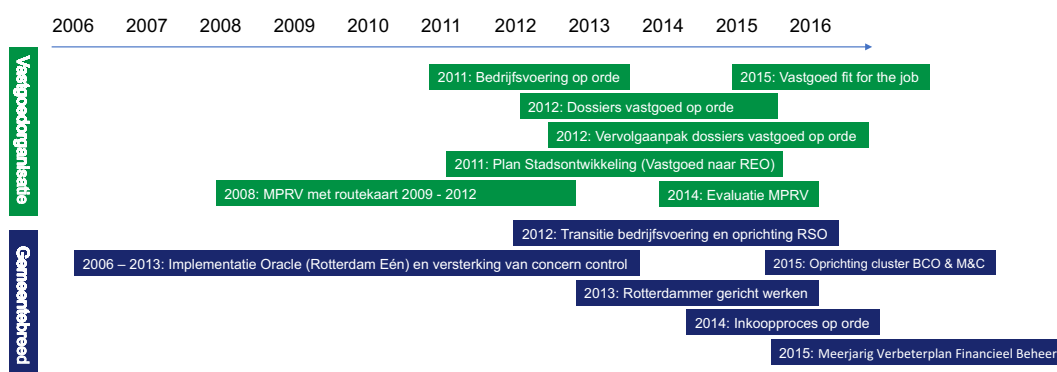 2006 2007 2008 2009 2010 2011 2012 2013 2014 2015 2016
Vastgoedorganisatie
2011: Bedrijfsvoering op orde
2015: Vastgoed fit for the job
2012: Dossiers vastgoed op orde
2012: Vervolgaanpak dossiers vastgoed op orde
2011: Plan Stadsontwikkeling (Vastgoed naar REO)
2008: MPRV met routekaart 2009 - 2012
2014: Evaluatie MPRV
Gemeentebreed
2012: Transitie bedrijfsvoering en oprichting RSO
2006 – 2013: Implementatie Oracle (Rotterdam Eén) en versterking van concern control
2015: Oprichting cluster BCO & M&C
2013: Rotterdammer gericht werken
2014: Inkoopproces op orde
2015: Meerjarig Verbeterplan Financieel Beheer